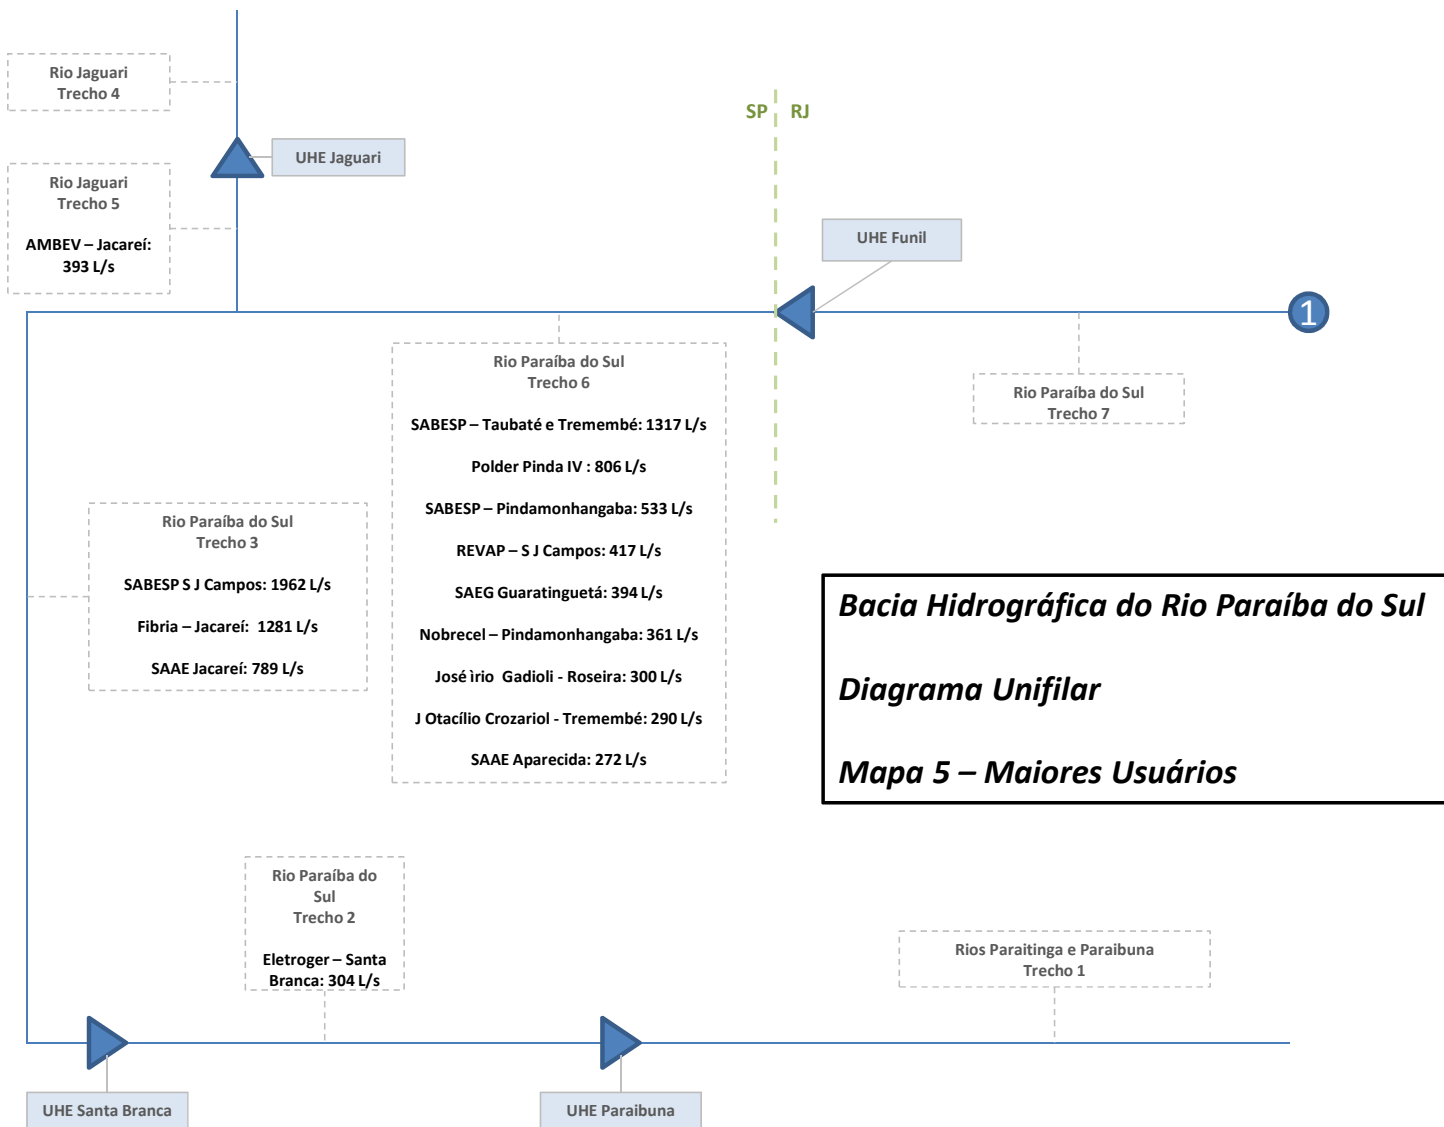 Rio Jaguari
Trecho 4
SP
RJ
UHE Jaguari
Rio Jaguari
Trecho 5
AMBEV – Jacareí:
393 L/s
UHE Funil
1
Rio Paraíba do Sul
Trecho 6
SABESP – Taubaté e Tremembé: 1317 L/s
Polder Pinda IV : 806 L/s
SABESP – Pindamonhangaba: 533 L/s
REVAP – S J Campos: 417 L/s
SAEG Guaratinguetá: 394 L/s
Nobrecel – Pindamonhangaba: 361 L/s
José ìrio  Gadioli - Roseira: 300 L/s
J Otacílio Crozariol - Tremembé: 290 L/s
SAAE Aparecida: 272 L/s
Rio Paraíba do Sul
Trecho 7
Rio Paraíba do Sul
Trecho 3
SABESP S J Campos: 1962 L/s
Fibria – Jacareí:  1281 L/s
SAAE Jacareí: 789 L/s
Bacia Hidrográfica do Rio Paraíba do Sul
Diagrama Unifilar
Mapa 5 – Maiores Usuários
Rio Paraíba do
Sul
Trecho 2
Eletroger – Santa
Branca: 304 L/s
Rios Paraitinga e Paraibuna
Trecho 1
UHE Santa Branca
UHE Paraibuna